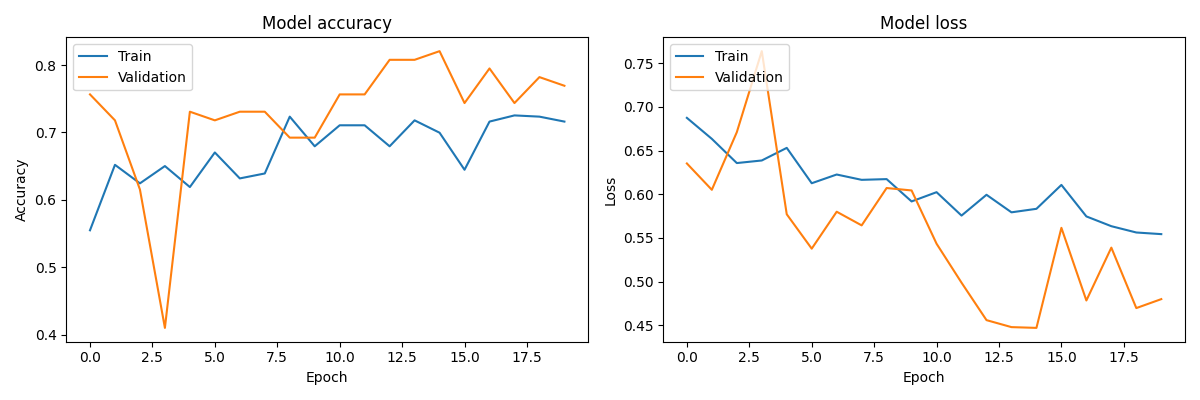 Model accuracy
Train
Validation
0.8
0.7
0.6
0.5
0.4
Accuracy
0.0 2.5 5.0 7.5 10.0 12.5 15.0 17.5
Epoch
Model loss
Train
Validation
0.75
0.70
0.65
0.60
0.55
0.50
0.45
Loss
0.0 2.5 5.0 7.5 10.0 12.5 15.0 17.5
Epoch